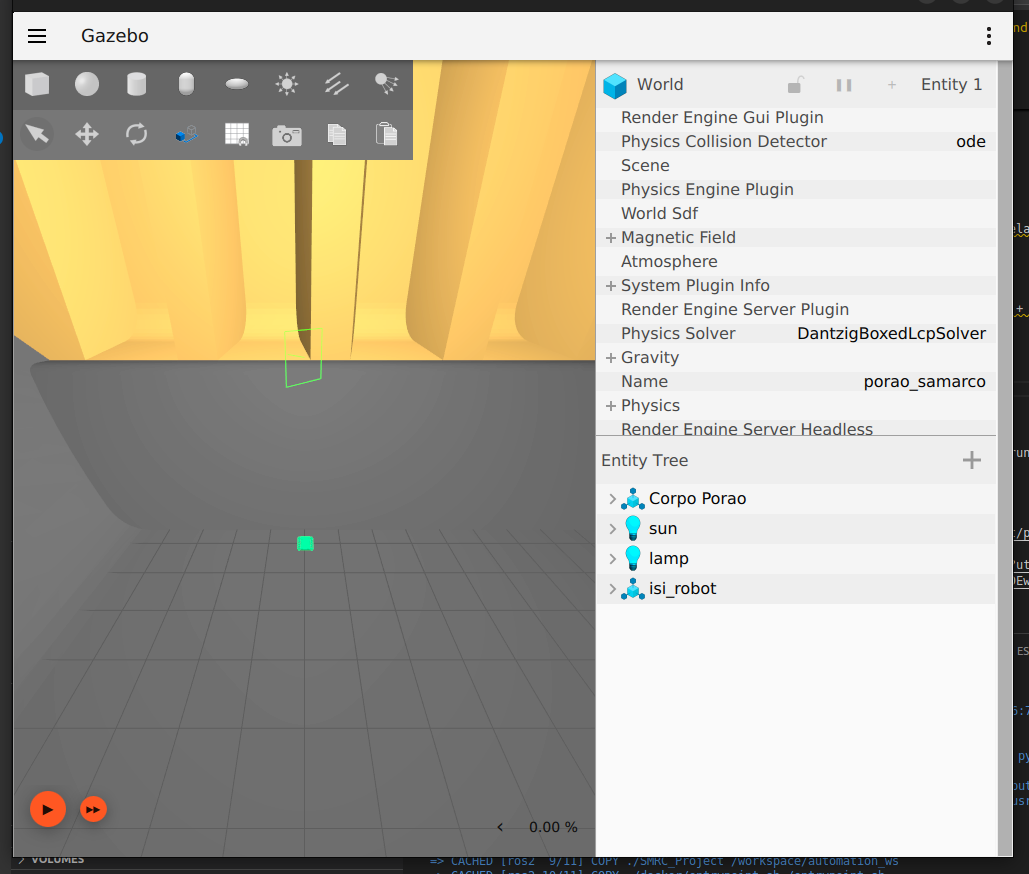 Gazebo
World
Entity 1
Render Engine Gui Plugin
Physics Collision Detector ode
Scene
Physics Engine Plugin
World Sdf
+ Magnetic Field
Atmosphere
+ System Plugin Info
Render Engine Server Plugin
Physics Solver DantzigBoxedLcpSolver
+ Gravity
Name porao_samarco
+ Physics
Render Engine Server Headless
Entity Tree
Corpo Porao
sun
lamp
isi_robot
0.00 %
VOLUMES
=> CACHED [ros2 9/11] COPY ./SMRC_Project /workspace/automation_ws